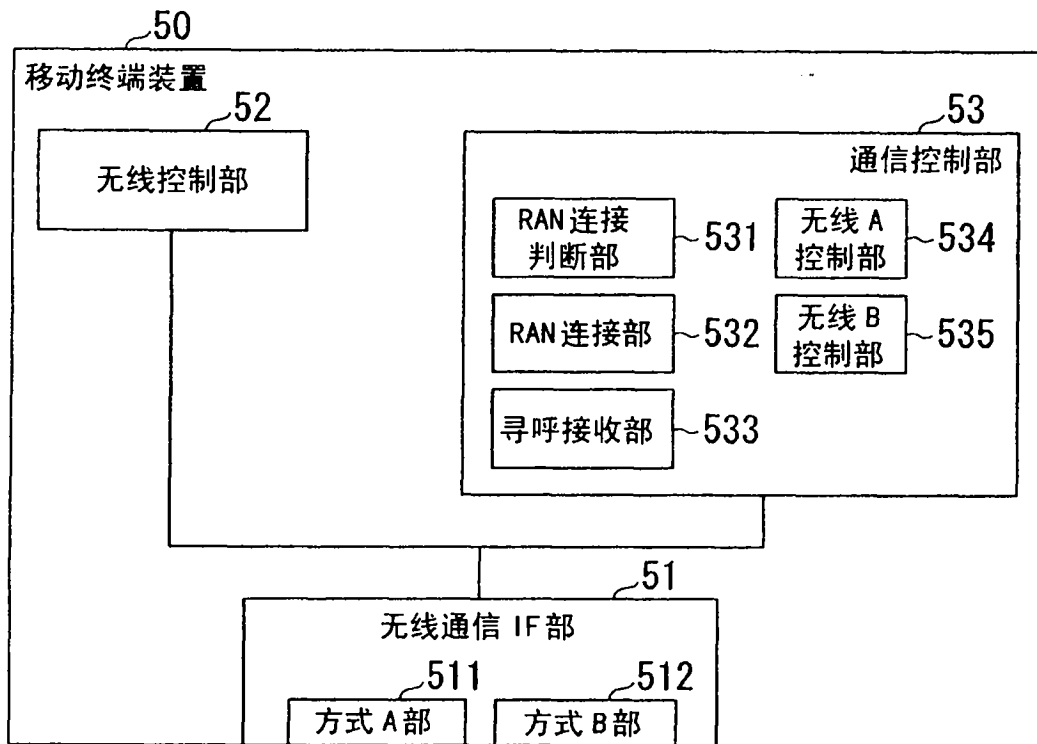 50
移动终端装置
52
无线控制部
53
通信控制部
RAN连接
判断部
531
无线A
控制部
534
RAN连接部
532
无线B
控制部
535
寻呼接收部
533
51
无线通信IF部
511
方式A部
512
方式B部